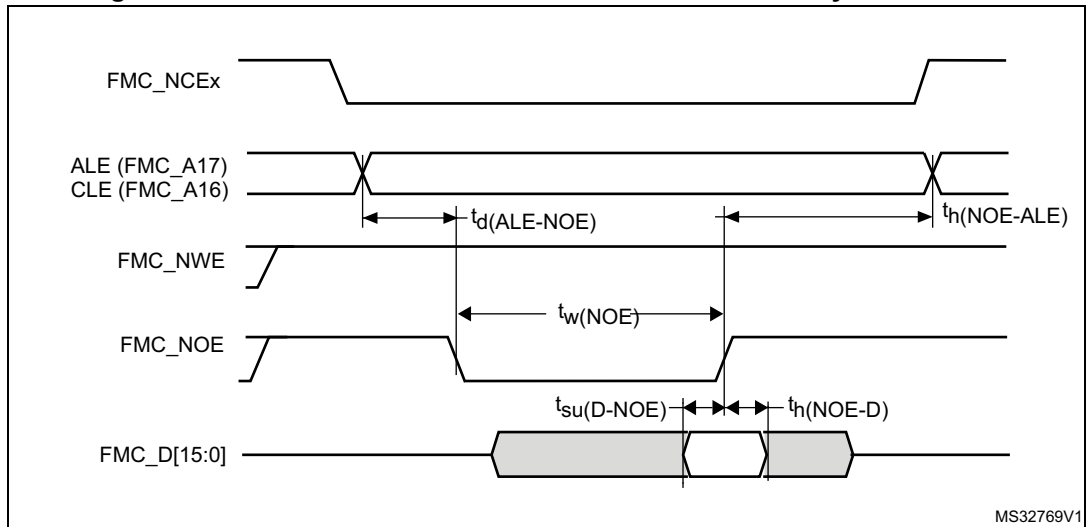 FMC_NCEx
ALE (FMC_A17)
CLE (FMC_A16)
td(ALE-NOE)
th(NOE-ALE)
FMC_NWE
tw(NOE)
FMC_NOE
tsu(D-NOE)
th(NOE-D)
FMC_D[15:0]
MS32769V1